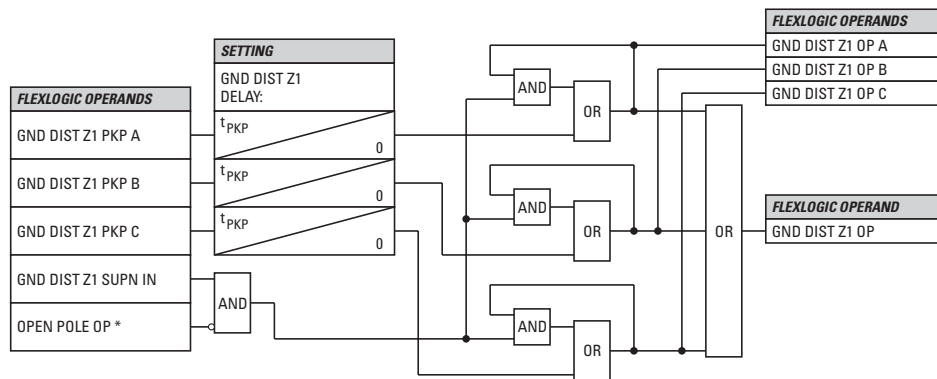 FLEXLOGIC OPERANDS
GND DIST Z1 PKP A
GND DIST Z1 PKP B
GND DIST Z1 PKP C
GND DIST Z1 SUPN IN
OPEN POLE OP *
SETTING
GND DIST Z1
DELAY:
tPKP
0
tPKP
0
tPKP
0
AND
AND
OR
AND
OR
AND
OR
OR
FLEXLOGIC OPERANDS
GND DIST Z1 OP A
GND DIST Z1 OP B
GND DIST Z1 OP C
FLEXLOGIC OPERAND
GND DIST Z1 OP